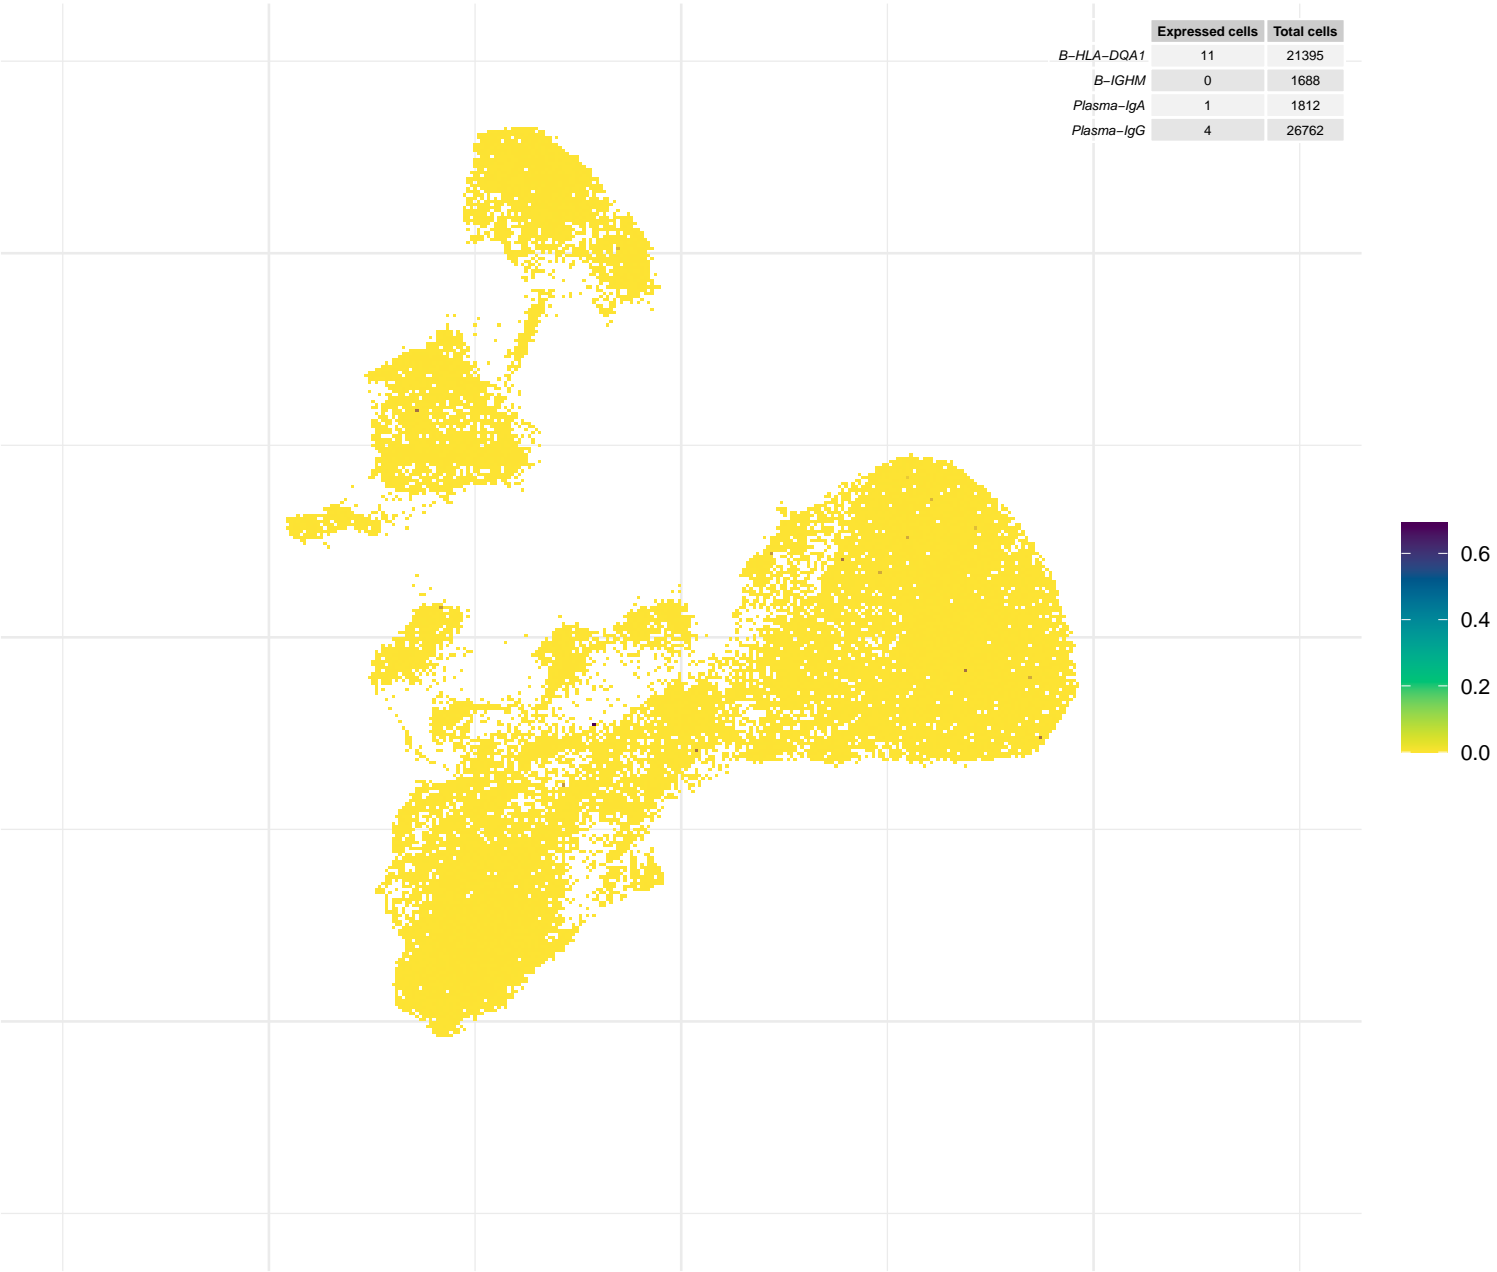 Expressed cells Total cells
B−HLA−DQA1 11 21395
B−IGHM 0 1688
Plasma−IgA 1 1812
Plasma−IgG 4 26762
0.6
0.4
0.2
0.0